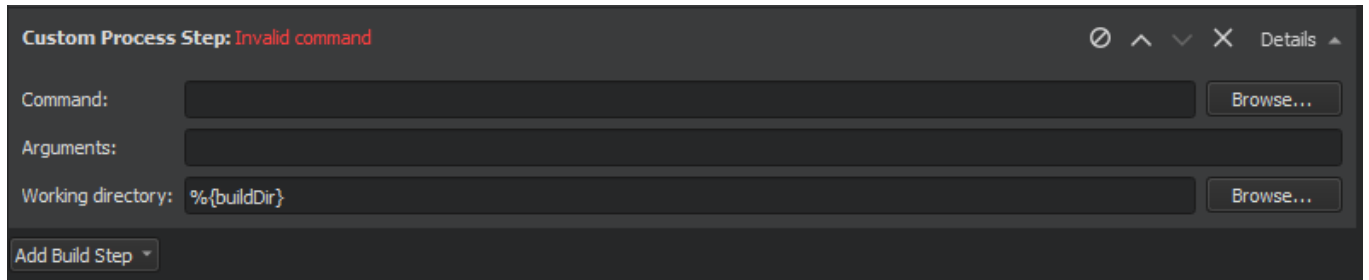 Custom Process Step: Invalid command Details
Command: Browse...
Arguments:
Working directory: %{buildDir} Browse...
Add Build Step